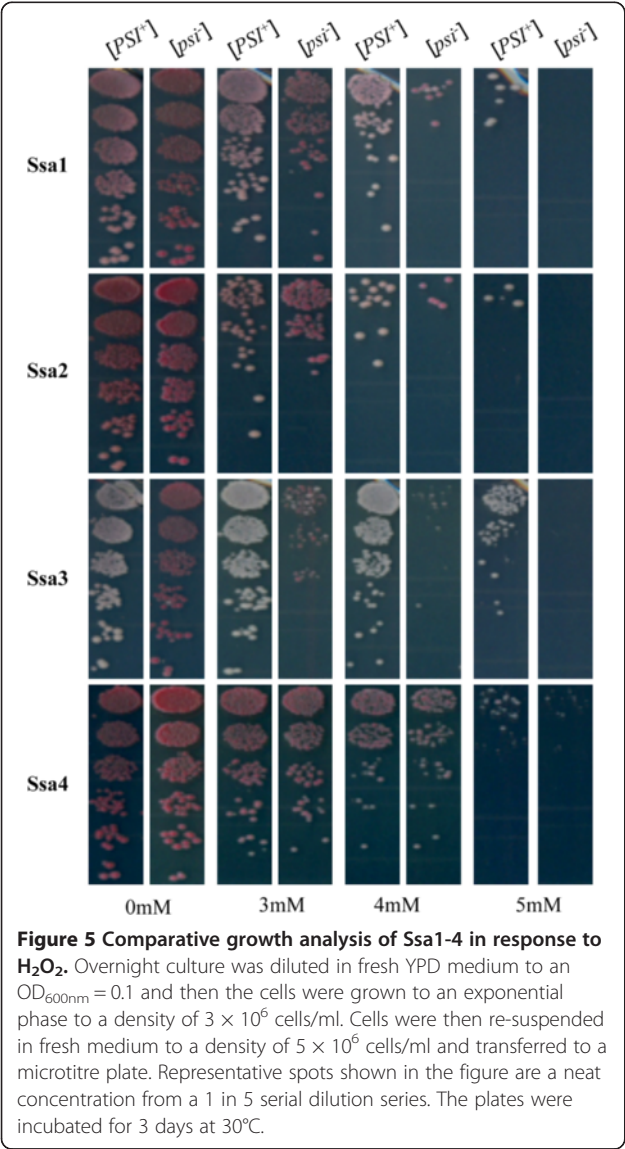 [PSI⁺] [psi⁻] [PSI⁺] [psi⁻] [PSI⁺] [psi⁻] [PSI⁺] [psi⁻]
Ssa1
Ssa2
Ssa3
Ssa4
0mM 3mM 4mM 5mM
Figure 5 Comparative growth analysis of Ssa1-4 in response to
H₂O₂. Overnight culture was diluted in fresh YPD medium to an
OD₆₀₀ₙₘ = 0.1 and then the cells were grown to an exponential
phase to a density of 3 × 10⁶ cells/ml. Cells were then re-suspended
in fresh medium to a density of 5 × 10⁶ cells/ml and transferred to a
microtitre plate. Representative spots shown in the figure are a neat
concentration from a 1 in 5 serial dilution series. The plates were
incubated for 3 days at 30°C.